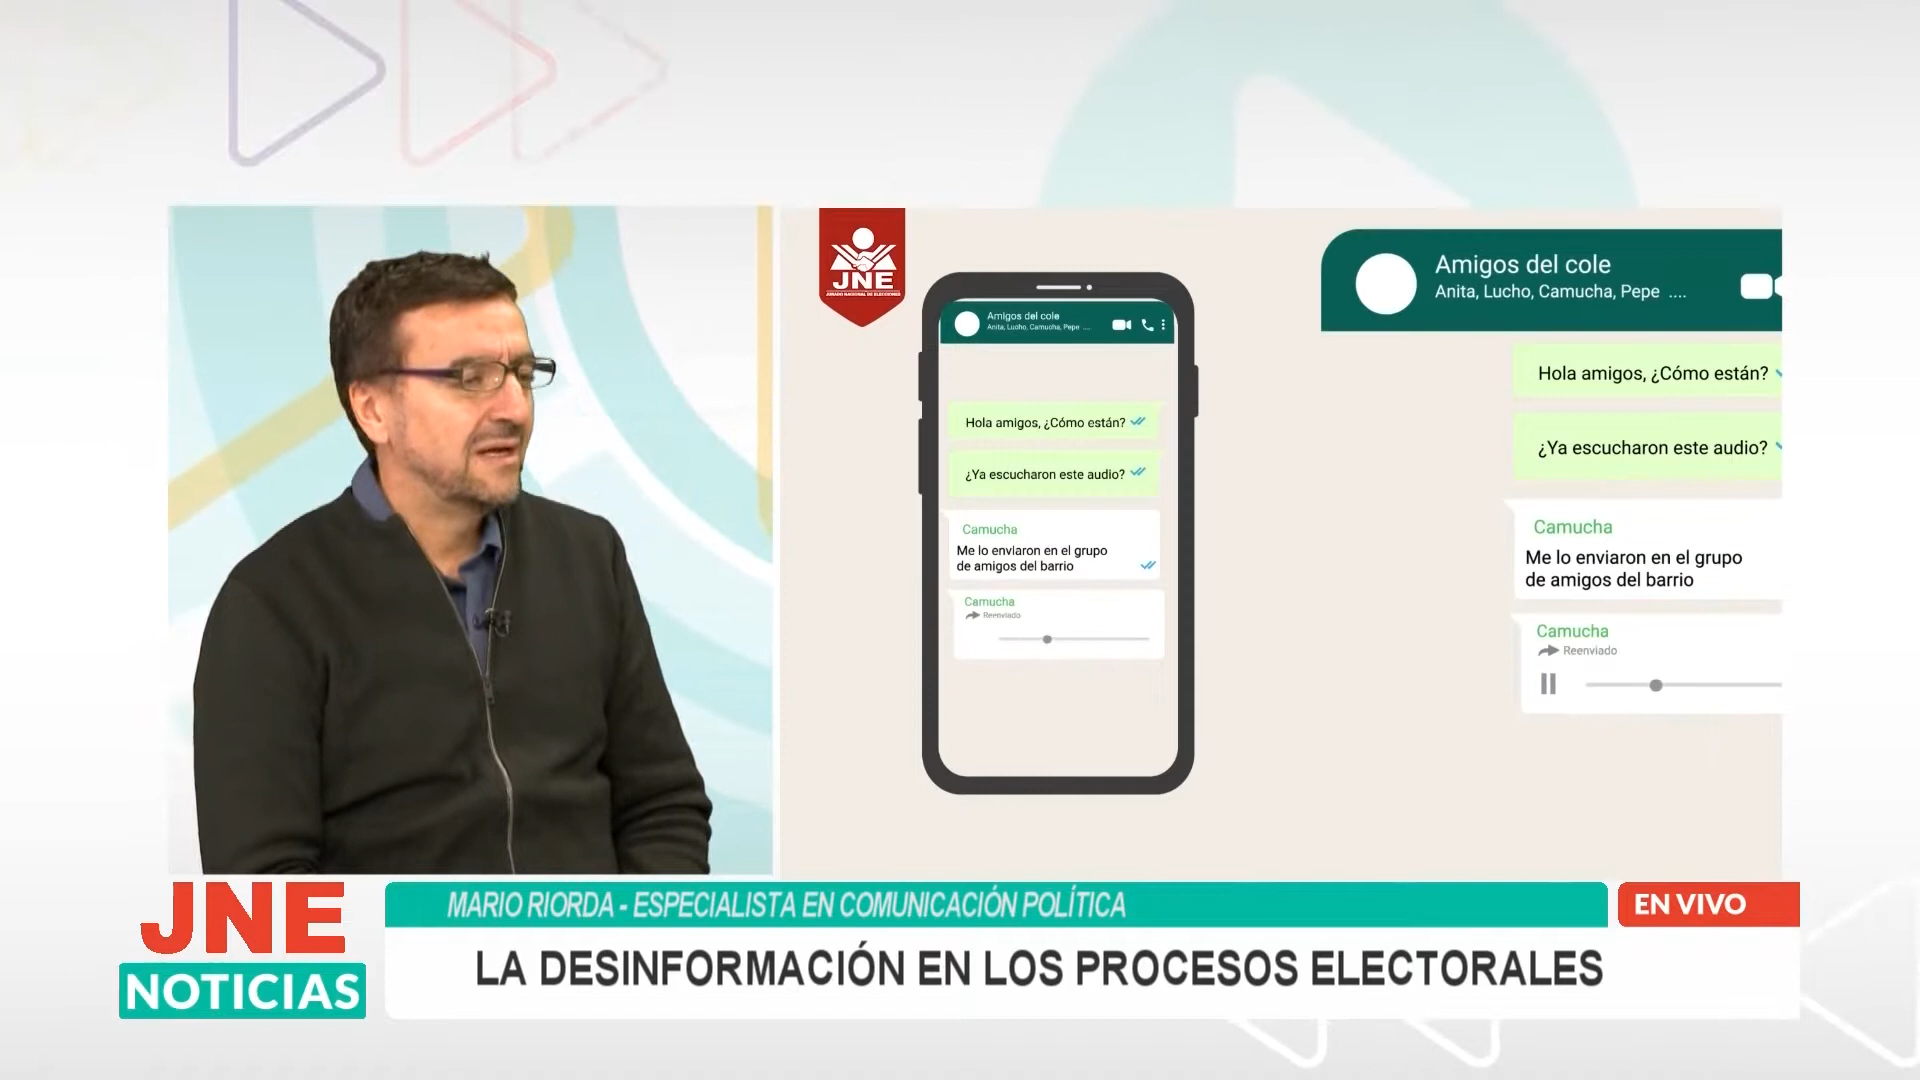 JNE
JURADO NACIONAL DE ELECCIONES
Amigos del cole
Anita, Lucho, Camucha, Pepe ....
Hola amigos, ¿Cómo están?
¿Ya escucharon este audio?
Camucha
Me lo enviaron en el grupo
de amigos del barrio
Camucha
Reenviado
Amigos del cole
Anita, Lucho, Camucha, Pepe ....
Hola amigos, ¿Cómo están?
¿Ya escucharon este audio?
Camucha
Me lo enviaron en el grupo
de amigos del barrio
Camucha
Reenviado
JNE
NOTICIAS
MARIO RIORDA - ESPECIALISTA EN COMUNICACIÓN POLÍTICA
EN VIVO
LA DESINFORMACIÓN EN LOS PROCESOS ELECTORALES